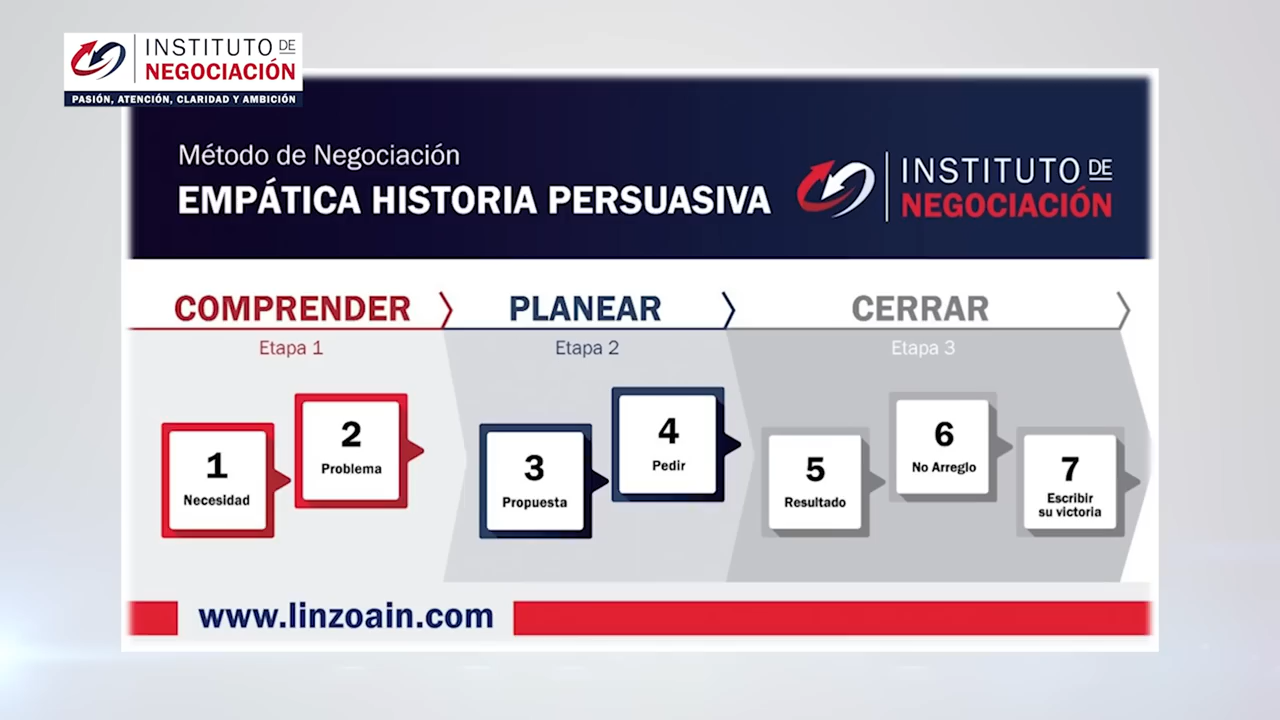 INSTITUTO DE
NEGOCIACIÓN
PASIÓN, ATENCIÓN, CLARIDAD Y AMBICIÓN
Método de Negociación
EMPÁTICA HISTORIA PERSUASIVA
INSTITUTO DE
NEGOCIACIÓN
COMPRENDER
PLANEAR
CERRAR
Etapa 1
Etapa 2
Etapa 3
1
Necesidad
2
Problema
3
Propuesta
4
Pedir
5
Resultado
6
No Arreglo
7
Escribir
su victoria
www.linzoain.com